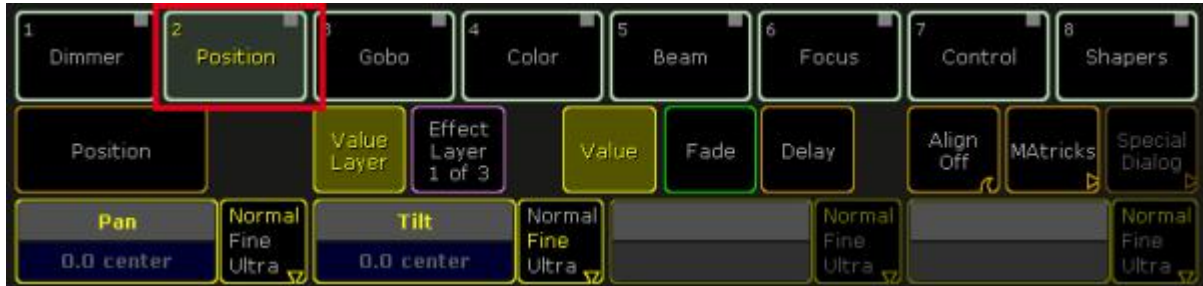 1 2 3 4 5 6 7 8
Dimmer Position Gobo Color Beam Focus Control Shapers
Position
Value
Layer
Effect
Layer
1 of 3
Value
Fade
Delay
Align
Off
MAtricks
Special
Dialog
Pan
0.0 center
Normal
Fine
Ultra
Tilt
0.0 center
Normal
Fine
Ultra
Normal
Fine
Ultra
Normal
Fine
Ultra